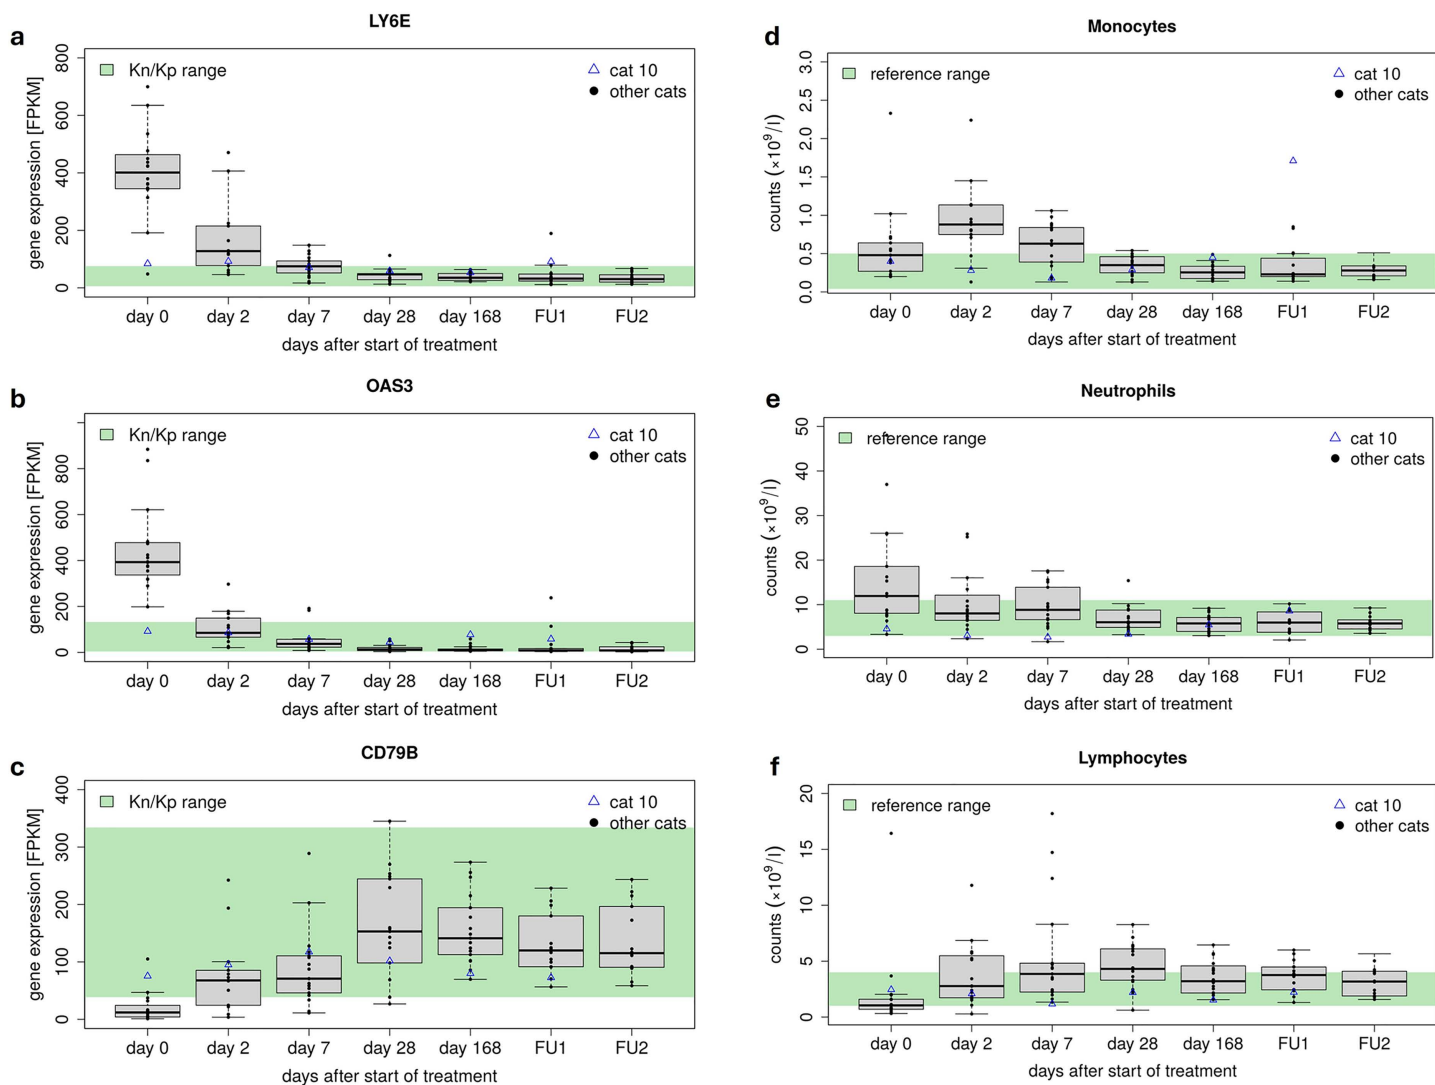 a
LY6E
gene expression [FPKM]
0 200 400 600 800
Kn/Kp range
cat 10
other cats
day 0 day 2 day 7 day 28 day 168 FU1 FU2
days after start of treatment
b
OAS3
gene expression [FPKM]
0 200 400 600 800
Kn/Kp range
cat 10
other cats
day 0 day 2 day 7 day 28 day 168 FU1 FU2
days after start of treatment
c
CD79B
gene expression [FPKM]
0 100 200 300 400
Kn/Kp range
cat 10
other cats
day 0 day 2 day 7 day 28 day 168 FU1 FU2
days after start of treatment
d
Monocytes
counts (×10⁹/l)
0.0 0.5 1.0 1.5 2.0 2.5 3.0
reference range
cat 10
other cats
day 0 day 2 day 7 day 28 day 168 FU1 FU2
days after start of treatment
e
Neutrophils
counts (×10⁹/l)
0 10 20 30 40 50
reference range
cat 10
other cats
day 0 day 2 day 7 day 28 day 168 FU1 FU2
days after start of treatment
f
Lymphocytes
counts (×10⁹/l)
0 5 10 15 20
reference range
cat 10
other cats
day 0 day 2 day 7 day 28 day 168 FU1 FU2
days after start of treatment